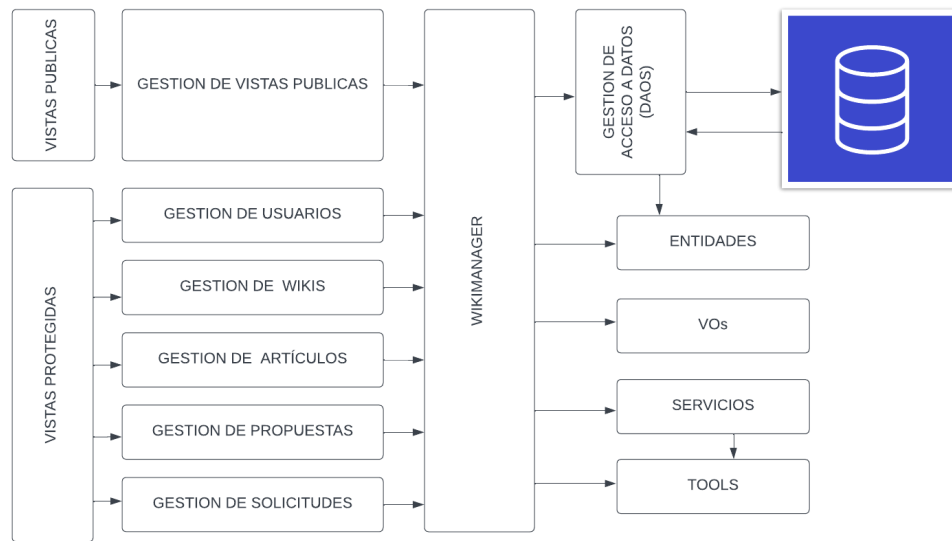 VISTAS PUBLICAS
GESTION DE VISTAS PUBLICAS
VISTAS PROTEGIDAS
GESTION DE USUARIOS
GESTION DE WIKIS
GESTION DE ARTÍCULOS
GESTION DE PROPUESTAS
GESTION DE SOLICITUDES
WIKIMANAGER
GESTION DE
ACCESO A DATOS
(DAOS)
ENTIDADES
VOs
SERVICIOS
TOOLS